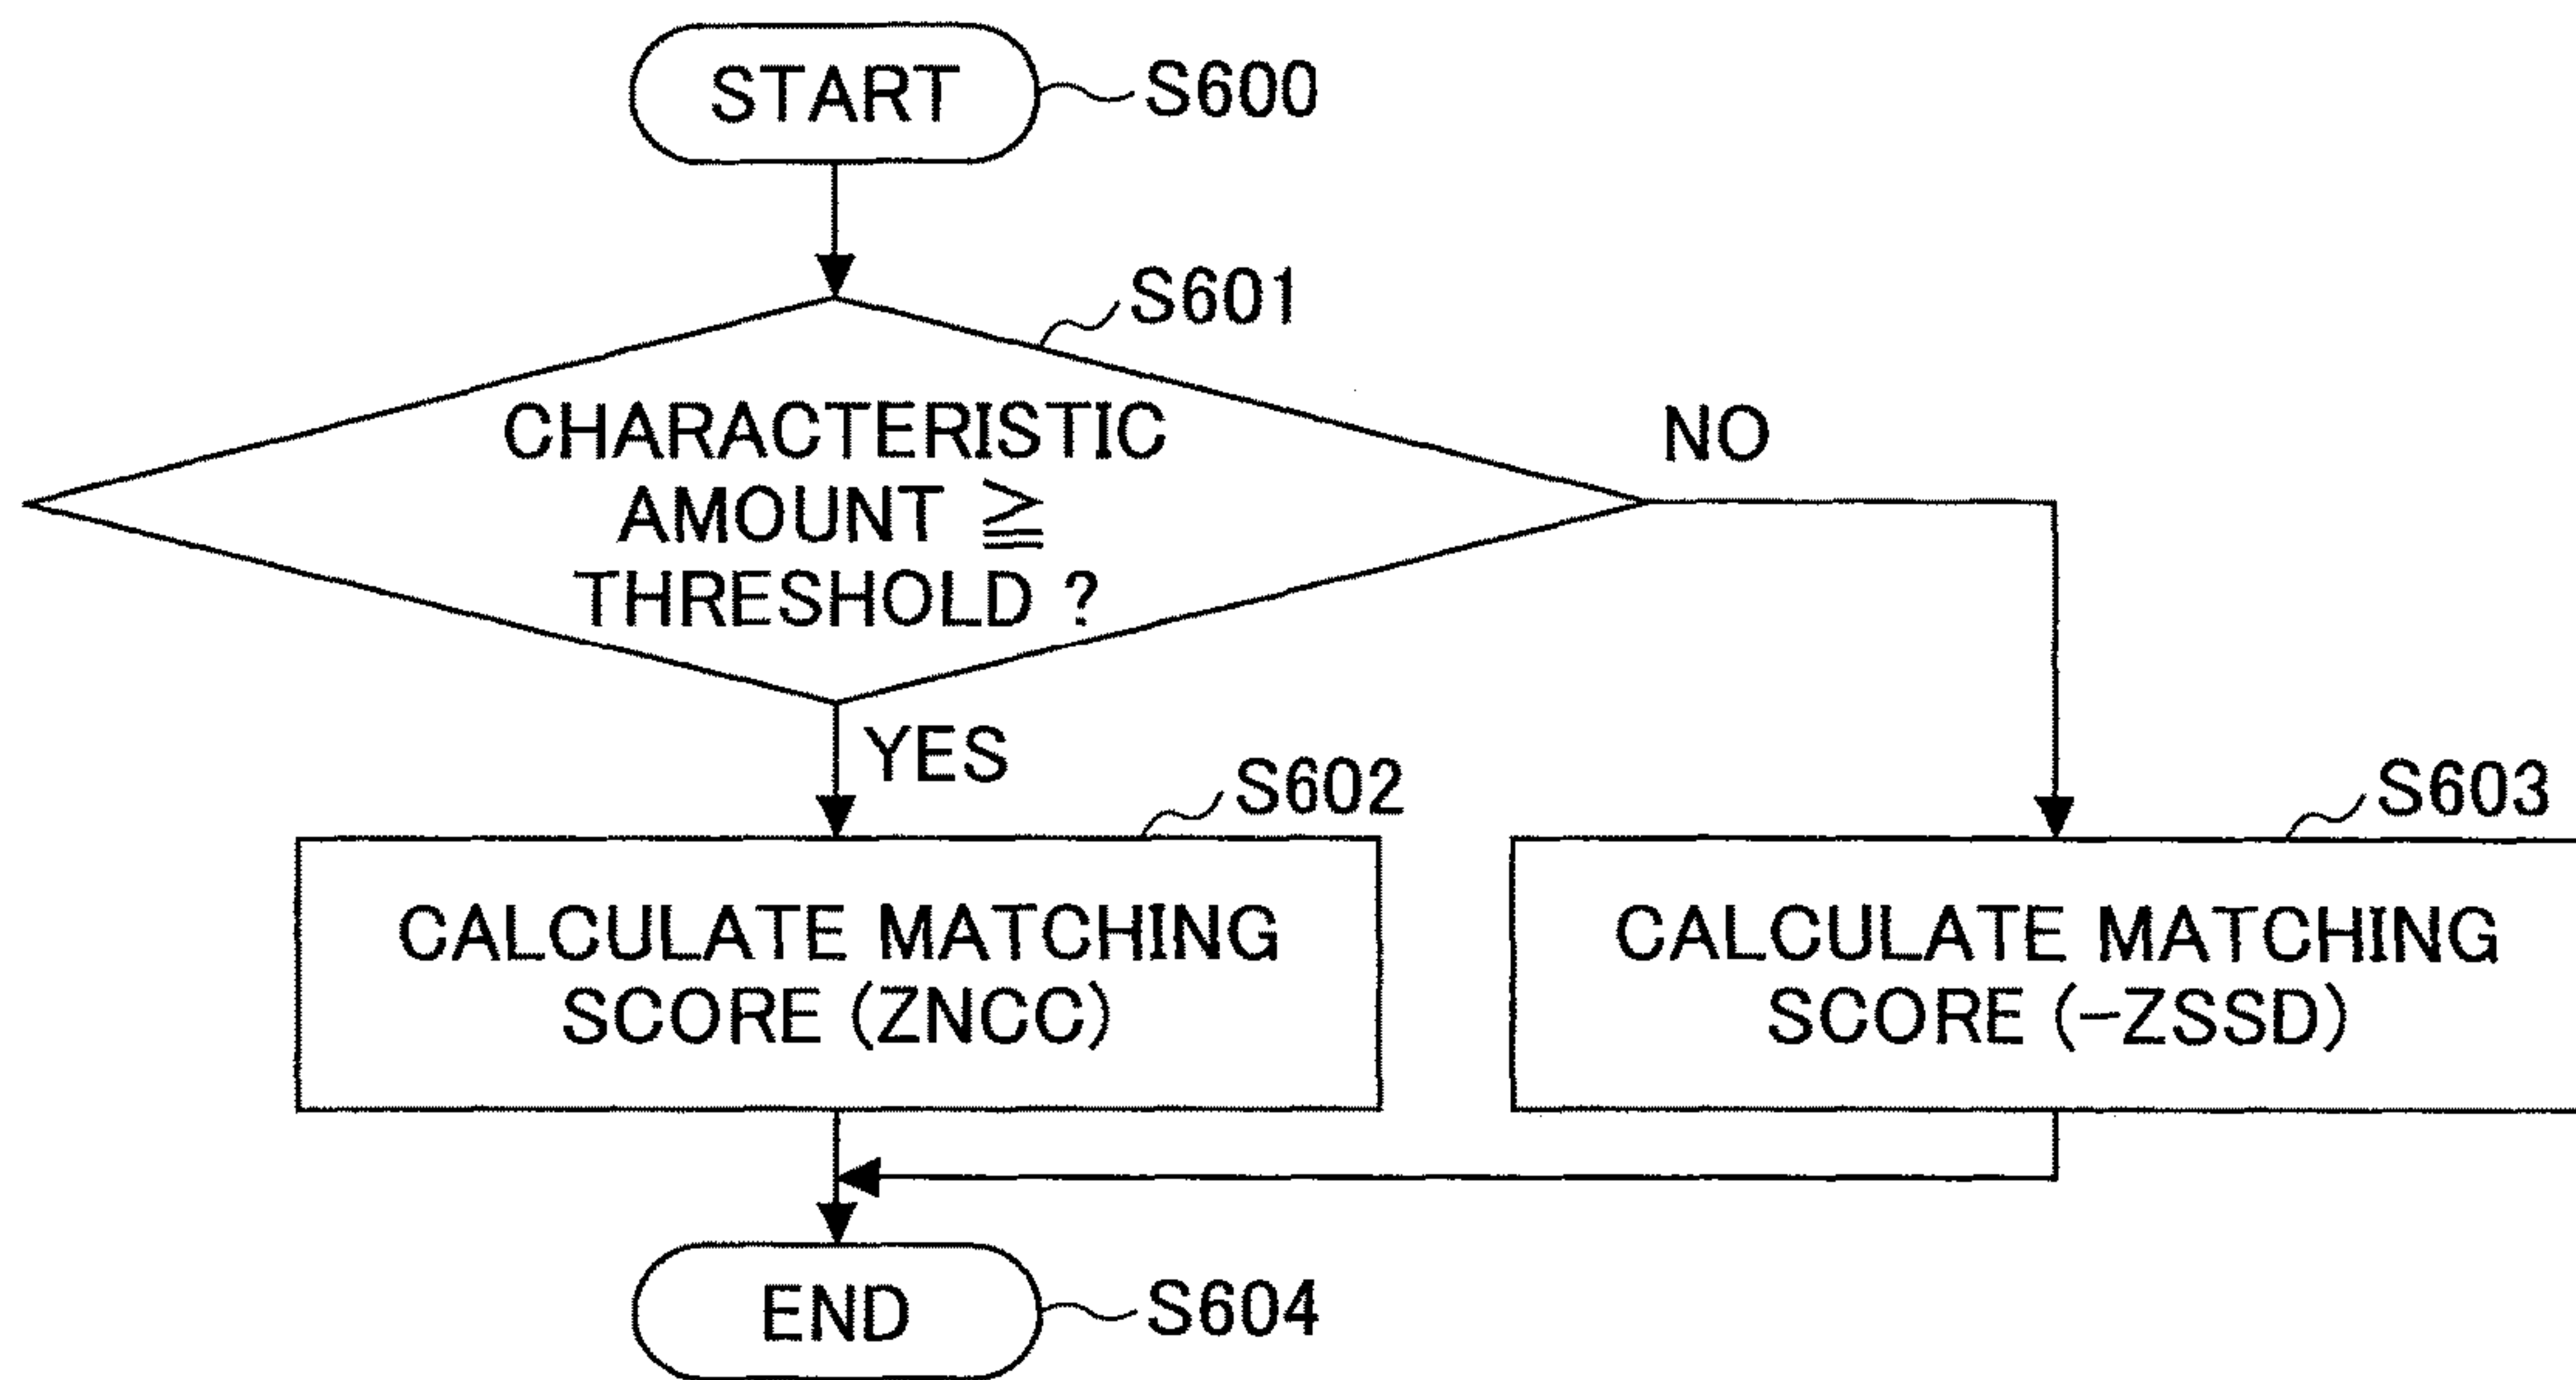 START
S600
S601
CHARACTERISTIC
AMOUNT ≧
THRESHOLD ?
NO
YES
S602
S603
CALCULATE MATCHING
SCORE (ZNCC)
CALCULATE MATCHING
SCORE (-ZSSD)
END
S604